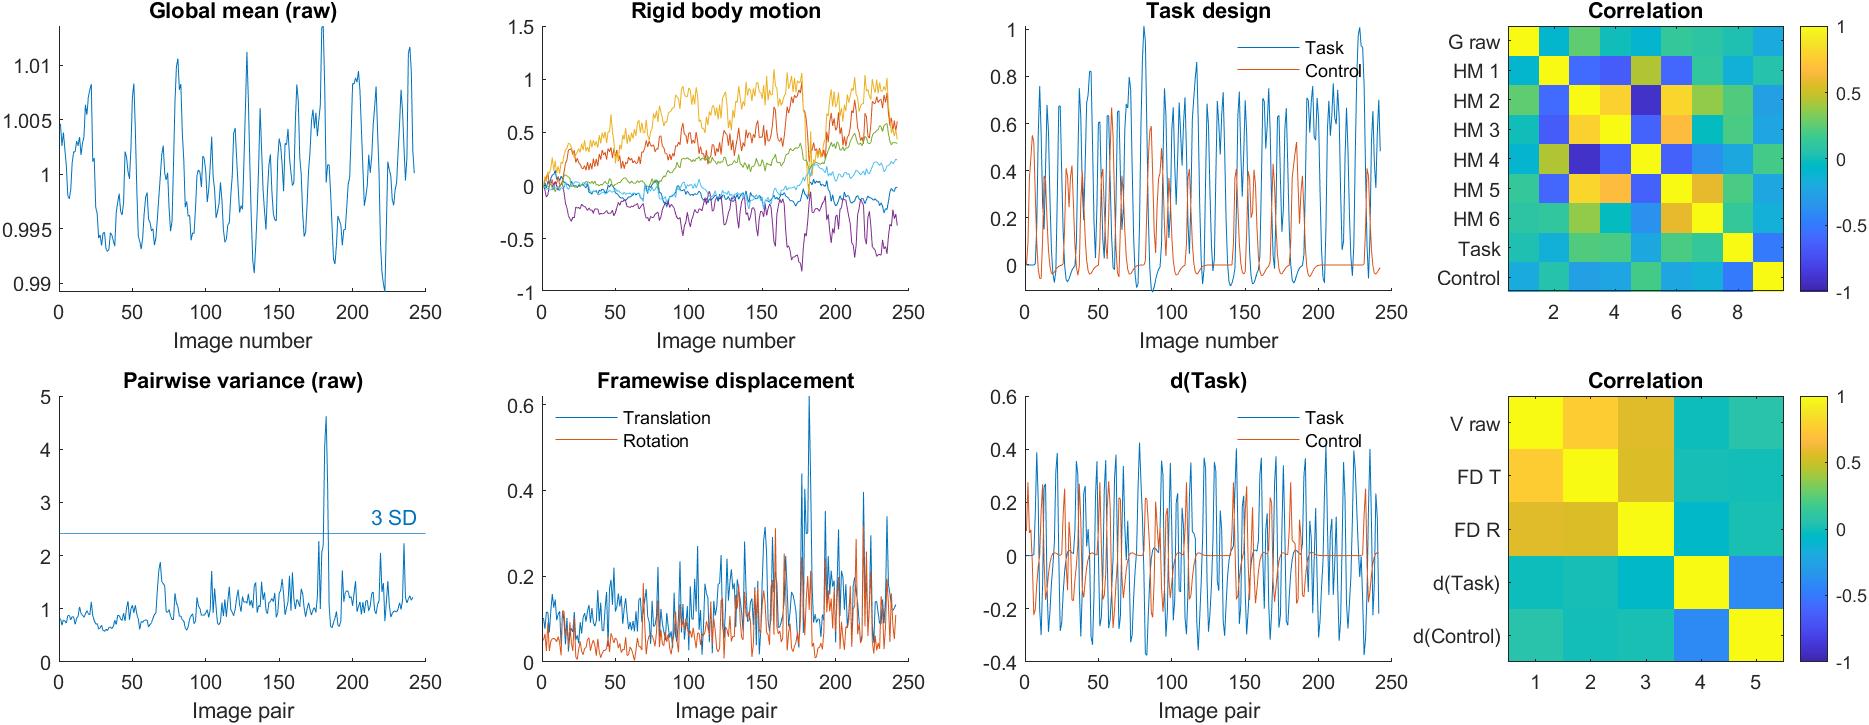 Global mean (raw)
1.01
1.005
1
0.995
0.99
0 50 100 150 200 250
Image number
Rigid body motion
1.5
1
0.5
0
-0.5
-1
0 50 100 150 200 250
Image number
Task design
1
0.8
0.6
0.4
0.2
0
Task
Control
0 50 100 150 200 250
Image number
Correlation
G raw
HM 1
HM 2
HM 3
HM 4
HM 5
HM 6
Task
Control
2 4 6 8
1
0.5
0
-0.5
-1
Pairwise variance (raw)
5
4
3
2
1
0
3 SD
0 50 100 150 200 250
Image pair
Framewise displacement
0.6
0.4
0.2
0
Translation
Rotation
0 50 100 150 200 250
Image pair
d(Task)
0.6
0.4
0.2
0
-0.2
-0.4
Task
Control
0 50 100 150 200 250
Image pair
Correlation
V raw
FD T
FD R
d(Task)
d(Control)
1 2 3 4 5
1
0.5
0
-0.5
-1